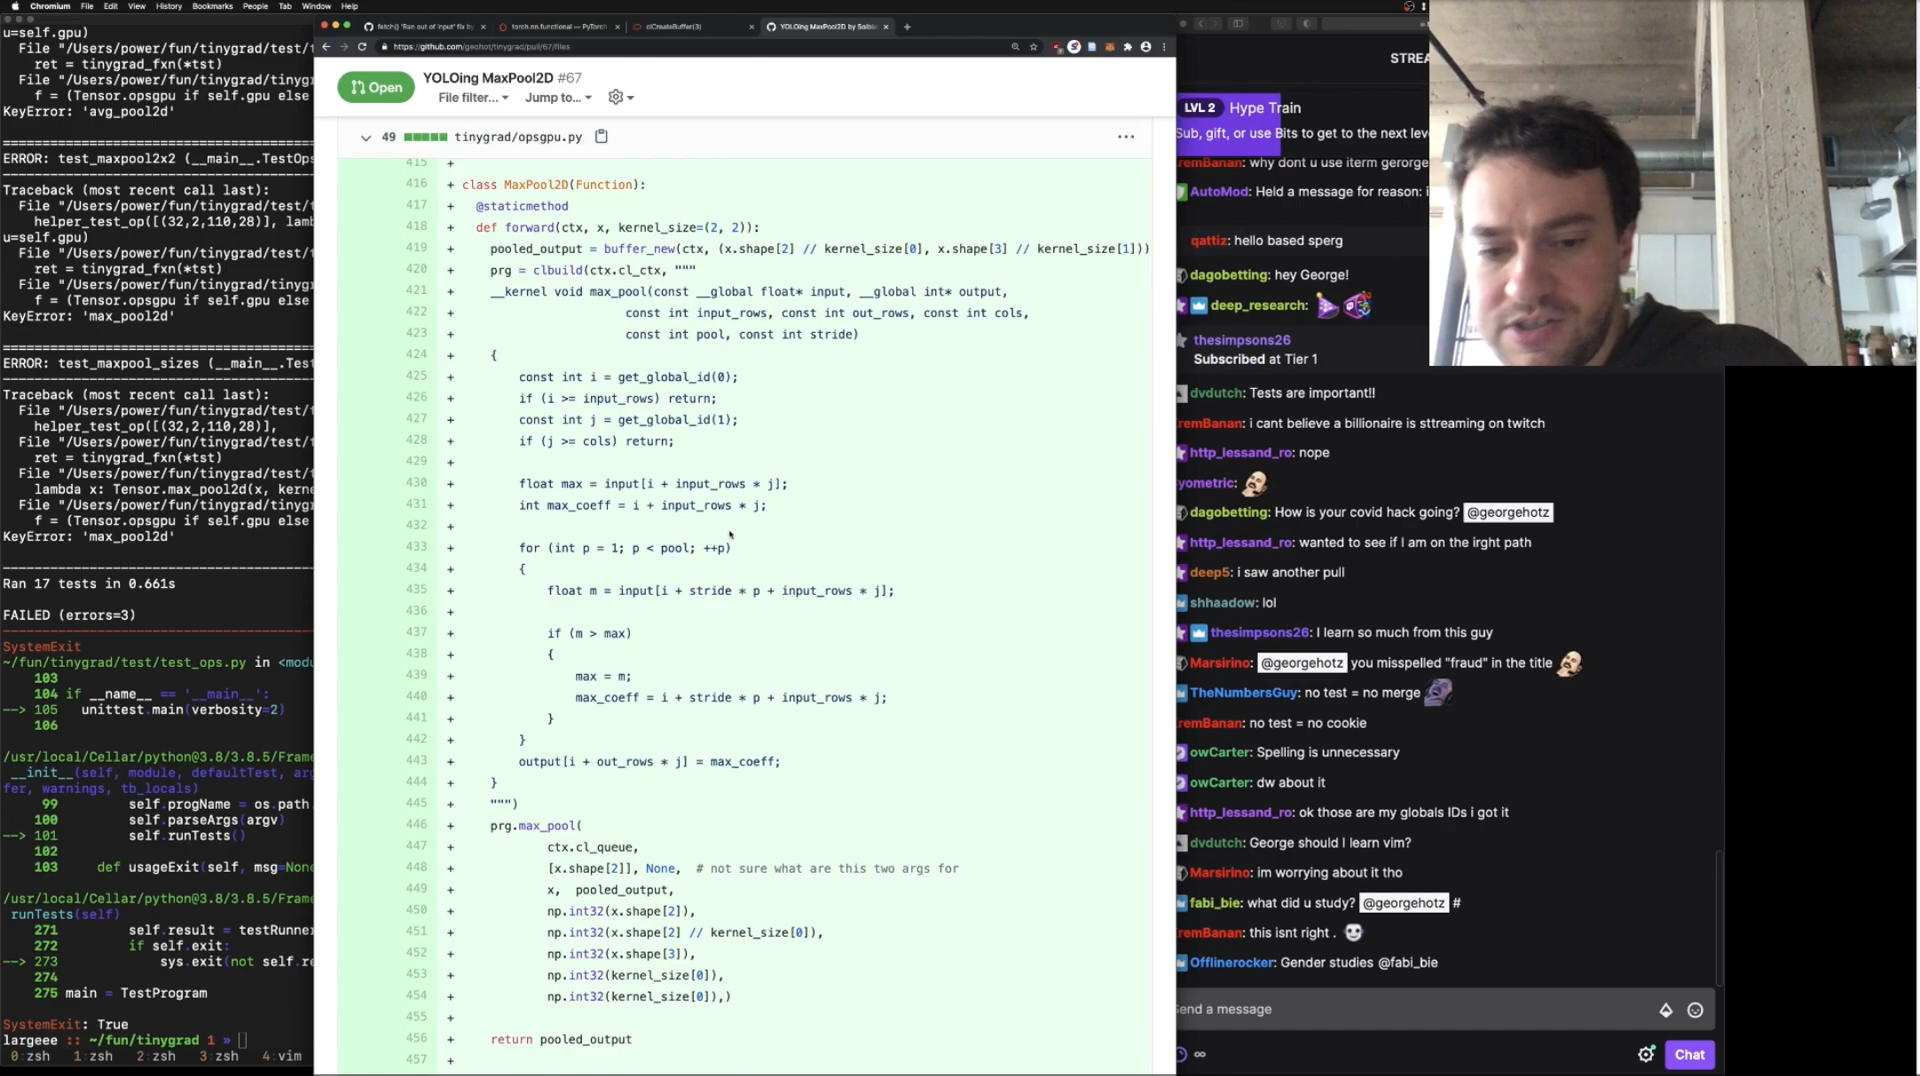 Chromium File Edit View History Bookmarks People Tab Window Help
u=self.gpu)
File "/Users/power/fun/tinygrad/test/
ret = tinygrad_fxn(*tst)
File "/Users/power/fun/tinygrad/tinyg
f = (Tensor.opsgpu if self.gpu else
KeyError: 'avg_pool2d'
ERROR: test_maxpool2x2 (__main__.TestOps
Traceback (most recent call last):
File "/Users/power/fun/tinygrad/test/
helper_test_op([(32,2,110,28)], lamb
u=self.gpu)
File "/Users/power/fun/tinygrad/test/
ret = tinygrad_fxn(*tst)
File "/Users/power/fun/tinygrad/tinyg
f = (Tensor.opsgpu if self.gpu else
KeyError: 'max_pool2d'
ERROR: test_maxpool_sizes (__main__.Test
Traceback (most recent call last):
File "/Users/power/fun/tinygrad/test/
helper_test_op([(32,2,110,28)],
File "/Users/power/fun/tinygrad/test/
ret = tinygrad_fxn(*tst)
File "/Users/power/fun/tinygrad/test/
lambda x: Tensor.max_pool2d(x, kerne
File "/Users/power/fun/tinygrad/tinyg
f = (Tensor.opsgpu if self.gpu else
KeyError: 'max_pool2d'
Ran 17 tests in 0.661s
FAILED (errors=3)
SystemExit
~/fun/tinygrad/test/test_ops.py in <modu
103
104 if __name__ == '__main__':
--> 105 unittest.main(verbosity=2)
106
/usr/local/Cellar/python@3.8/3.8.5/Frame
__init__(self, module, defaultTest, arg
fer, warnings, tb_locals)
99 self.progName = os.path.
100 self.parseArgs(argv)
--> 101 self.runTests()
102
103 def usageExit(self, msg=None
/usr/local/Cellar/python@3.8/3.8.5/Frame
runTests(self)
271 self.result = testRunner
272 if self.exit:
--> 273 sys.exit(not self.re
274
275 main = TestProgram
SystemExit: True
largeee :: ~/fun/tinygrad 1 »
0:zsh 1:zsh 2:zsh 3:zsh 4:vim
fetch() "Ran out of input" fix by
torch.nn.functional — PyTorch
clCreateBuffer(3)
YOLOing MaxPool2D by Saibl
https://github.com/geohot/tinygrad/pull/67/files
Open
YOLOing MaxPool2D #67
File filter... Jump to...
49 tinygrad/opsgpu.py
415 +
416 + class MaxPool2D(Function):
417 + @staticmethod
418 + def forward(ctx, x, kernel_size=(2, 2)):
419 + pooled_output = buffer_new(ctx, (x.shape[2] // kernel_size[0], x.shape[3] // kernel_size[1]))
420 + prg = clbuild(ctx.cl_ctx, """
421 + __kernel void max_pool(const __global float* input, __global int* output,
422 + const int input_rows, const int out_rows, const int cols,
423 + const int pool, const int stride)
424 + {
425 + const int i = get_global_id(0);
426 + if (i >= input_rows) return;
427 + const int j = get_global_id(1);
428 + if (j >= cols) return;
429 +
430 + float max = input[i + input_rows * j];
431 + int max_coeff = i + input_rows * j;
432 +
433 + for (int p = 1; p < pool; ++p)
434 + {
435 + float m = input[i + stride * p + input_rows * j];
436 +
437 + if (m > max)
438 + {
439 + max = m;
440 + max_coeff = i + stride * p + input_rows * j;
441 + }
442 + }
443 + output[i + out_rows * j] = max_coeff;
444 + }
445 + """)
446 + prg.max_pool(
447 + ctx.cl_queue,
448 + [x.shape[2]], None, # not sure what are this two args for
449 + x, pooled_output,
450 + np.int32(x.shape[2]),
451 + np.int32(x.shape[2] // kernel_size[0]),
452 + np.int32(x.shape[3]),
453 + np.int32(kernel_size[0]),
454 + np.int32(kernel_size[0]),)
455 +
456 + return pooled_output
457 +
STREA
LVL 2 Hype Train
Sub, gift, or use Bits to get to the next leve
remBanan: why dont u use iterm gerorge
AutoMod: Held a message for reason: i
qattiz: hello based sperg
dagobetting: hey George!
deep_research:
thesimpsons26
Subscribed at Tier 1
dvdutch: Tests are important!!
remBanan: i cant believe a billionaire is sttreaming on twitch
http_lessand_ro: nope
yometric:
dagobetting: How is your covid hack going? @georgehotz
http_lessand_ro: wanted to see if I am on the irght path
deep5: i saw another pull
shhaadow: lol
thesimpsons26: I learn so much from this guy
Marsirino: @georgehotz you misspelled "fraud" in the title
TheNumbersGuy: no test = no merge
remBanan: no test = no cookie
owCarter: Spelling is unnecessary
owCarter: dw about it
http_lessand_ro: ok those are my globals IDs i got it
dvdutch: George should I learn vim?
Marsirino: im worrying about it tho
fabi_bie: what did u study? @georgehotz #
remBanan: this isnt right .
Offlinerocker: Gender studies @fabi_bie
Send a message
∞
Chat